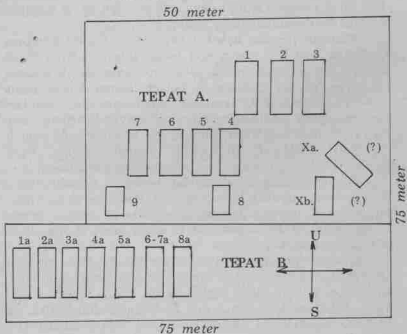 50 meter
1 2 3
TEPAT A.
7 6 5 4
Xa. (?)
9 8 Xb. (?)
75 meter
1a 2a 3a 4a 5a 6-7a 8a
U
TEPAT B.
S
75 meter